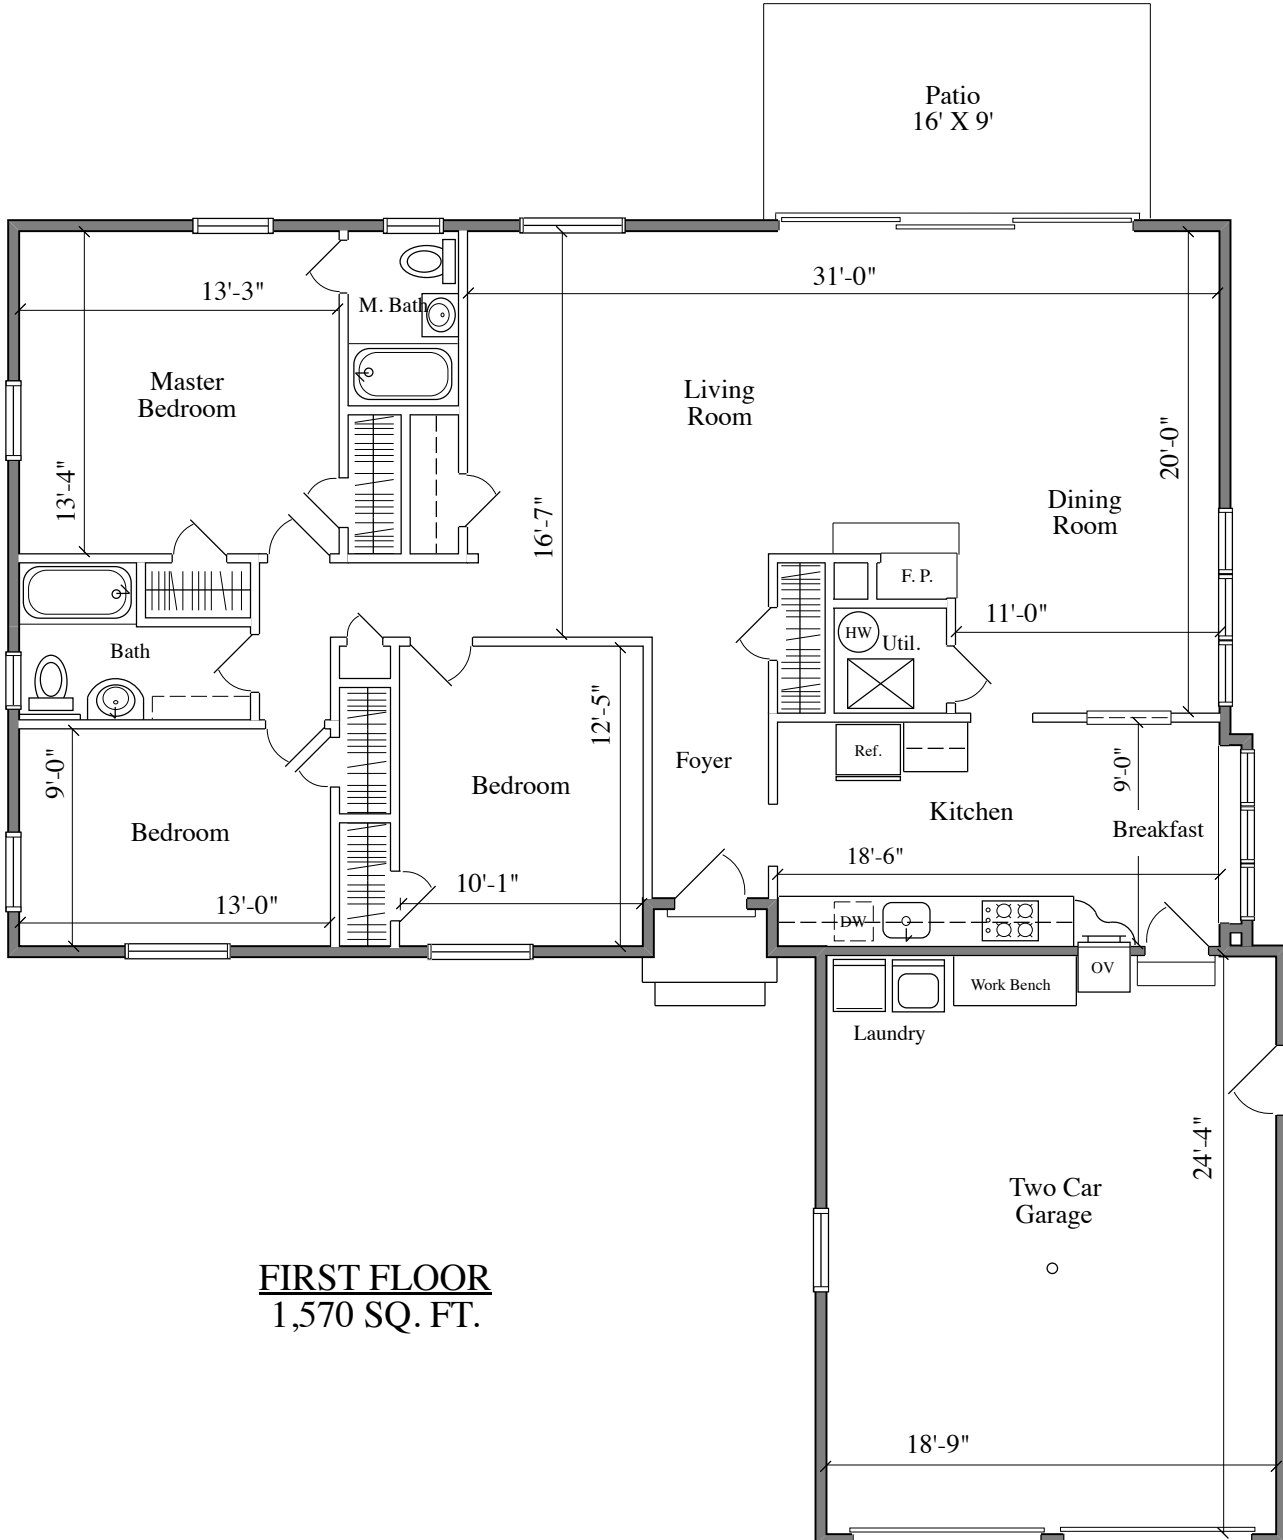 Patio
16' X 9'
31'-0"
13'-3"
M. Bath
Master
Bedroom
Living
Room
13'-4"
16'-7"
20'-0"
Dining
Room
F. P.
11'-0"
HW
Util.
Bath
12'-5"
9'-0"
Foyer
Ref.
9'-0"
Bedroom
Bedroom
Kitchen
Breakfast
18'-6"
10'-1"
13'-0"
DW
OV
Work Bench
Laundry
24'-4"
Two Car
Garage
FIRST FLOOR
1,570 SQ. FT.
18'-9"